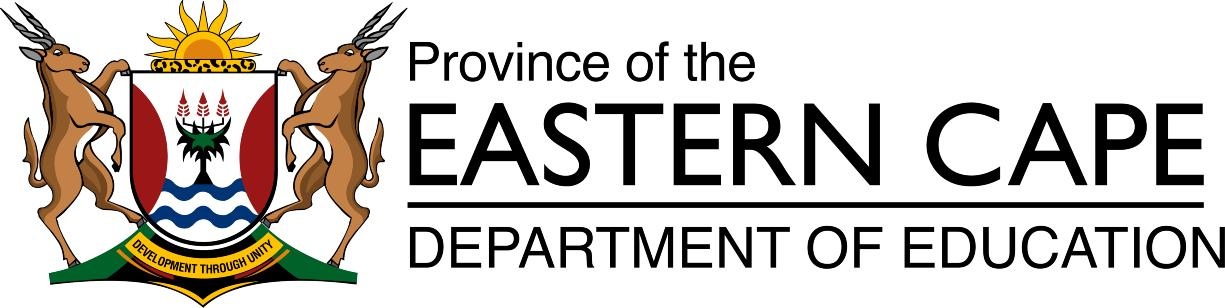 Province of the
EASTERN CAPE
DEPARTMENT OF EDUCATION
DEVELOPMENT THROUGH UNITY